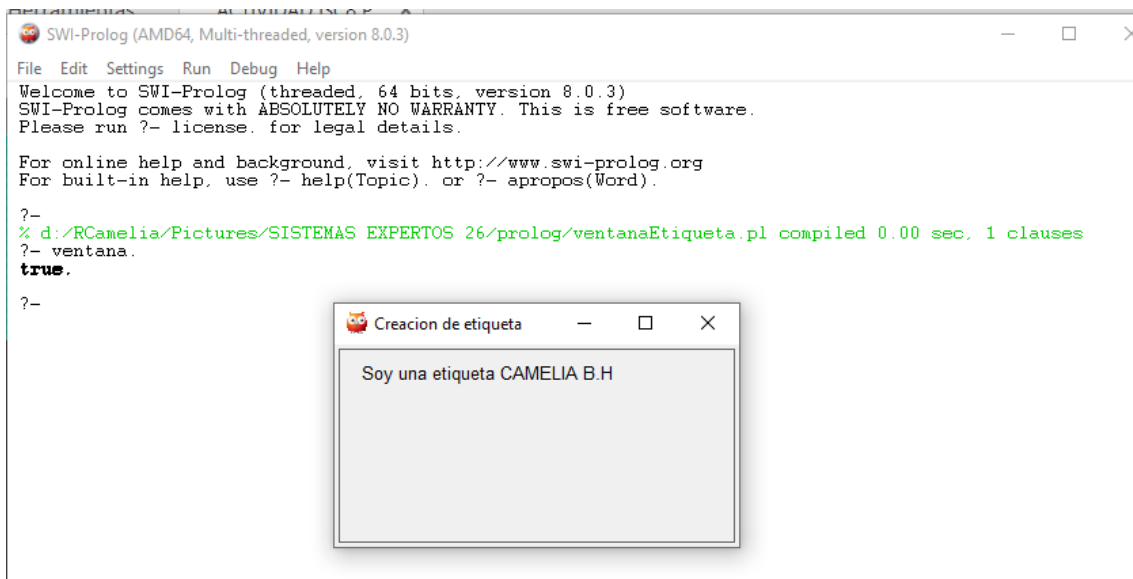 Herramientas ACTIVIDAD ISC8 P
SWI-Prolog (AMD64, Multi-threaded, version 8.0.3)
File Edit Settings Run Debug Help
Welcome to SWI-Prolog (threaded, 64 bits, version 8.0.3)
SWI-Prolog comes with ABSOLUTELY NO WARRANTY. This is free software.
Please run ?- license. for legal details.
For online help and background, visit http://www.swi-prolog.org
For built-in help, use ?- help(Topic). or ?- apropos(Word).
?-
% d:/RCamelia/Pictures/SISTEMAS EXPERTOS 26/prolog/ventanaEtiqueta.pl compiled 0.00 sec, 1 clauses
?- ventana.
true.
?-
Creacion de etiqueta
Soy una etiqueta CAMELIA B.H